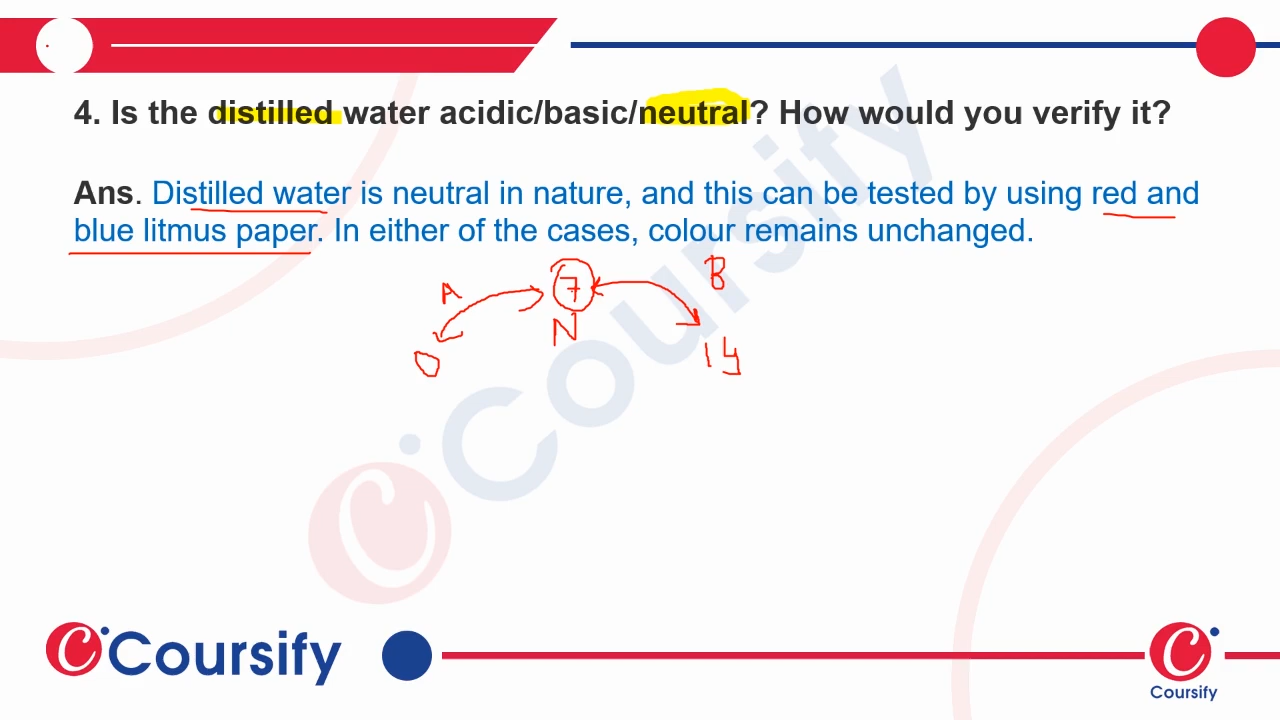 4. Is the distilled water acidic/basic/neutral? How would you verify it?
Ans. Distilled water is neutral in nature, and this can be tested by using red and
blue litmus paper. In either of the cases, colour remains unchanged.
A 7 B
N
0 14
Coursify
Coursify
Coursify